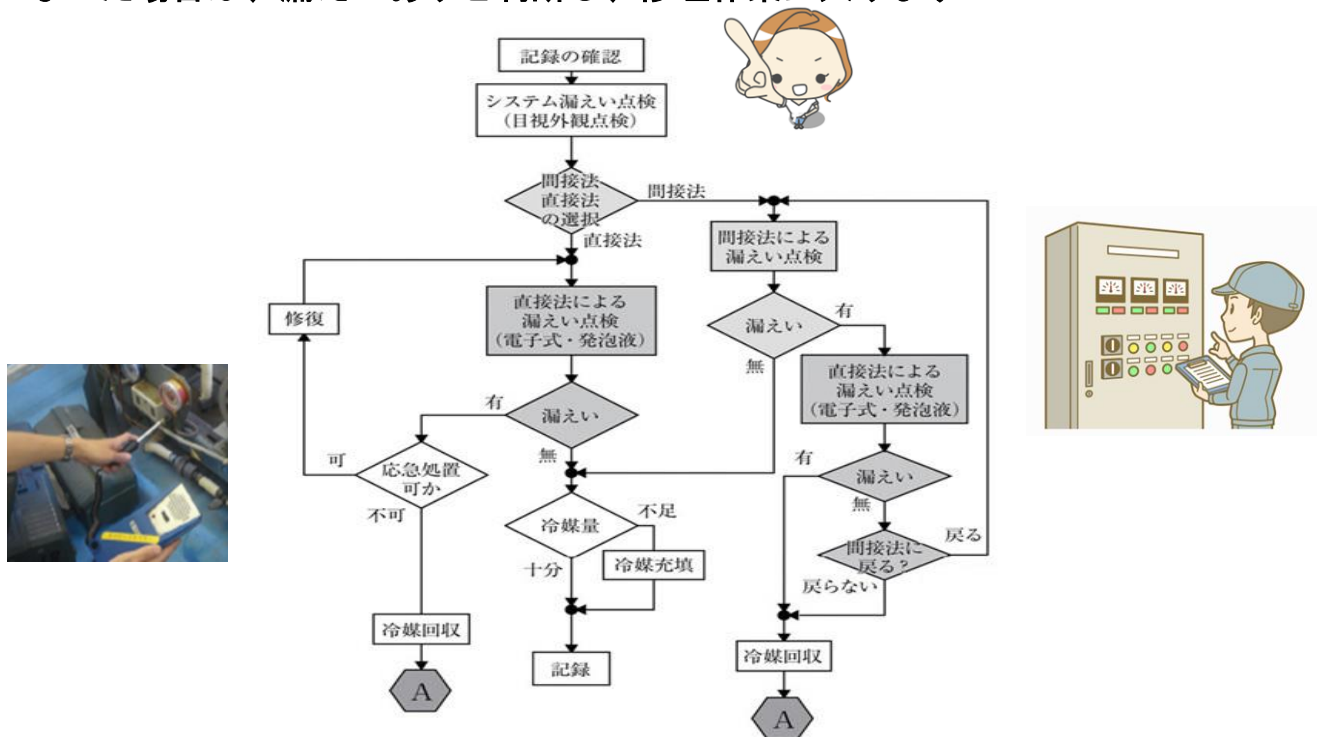 記録の確認
システム漏えい点検
(目視外観点検)
間接法
直接法
の選択
間接法
直接法
間接法による
漏えい点検
修復
直接法による
漏えい点検
(電子式・発泡液)
漏えい
有
無
直接法による
漏えい点検
(電子式・発泡液)
有
漏えい
無
可
応急処置
可か
不可
有
漏えい
無
冷媒量
不足
十分
冷媒充填
間接法に
戻る?
戻る
戻らない
冷媒回収
記録
冷媒回収
A
A